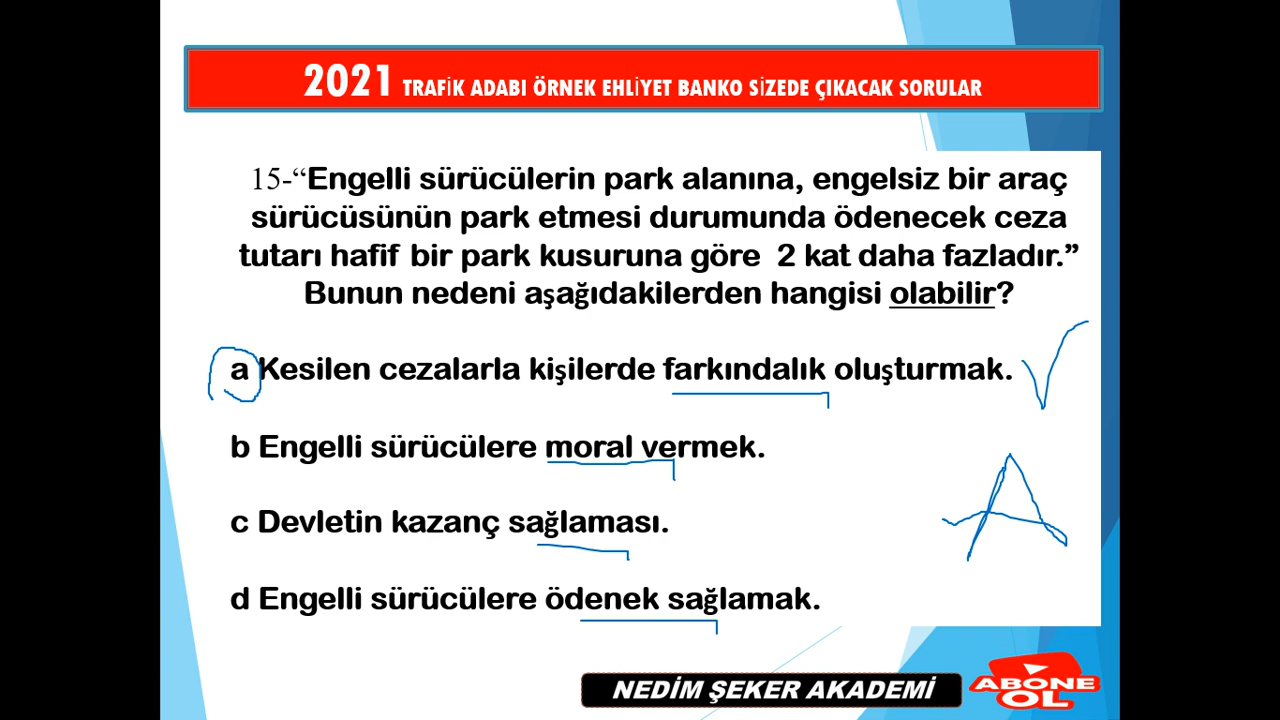 2021 TRAFİK ADABI ÖRNEK EHLİYET BANKO SİZEDE ÇIKACAK SORULAR
15-“Engelli sürücülerin park alanına, engelsiz bir araç
sürücüsünün park etmesi durumunda ödenecek ceza
tutarı hafif bir park kusuruna göre 2 kat daha fazladır.”
Bunun nedeni aşağıdakilerden hangisi olabilir?
a Kesilen cezalarla kişilerde farkındalık oluşturmak.
b Engelli sürücülere moral vermek.
A
c Devletin kazanç sağlaması.
d Engelli sürücülere ödenek sağlamak.
NEDİM ŞEKER AKADEMİ
ABONE
OL